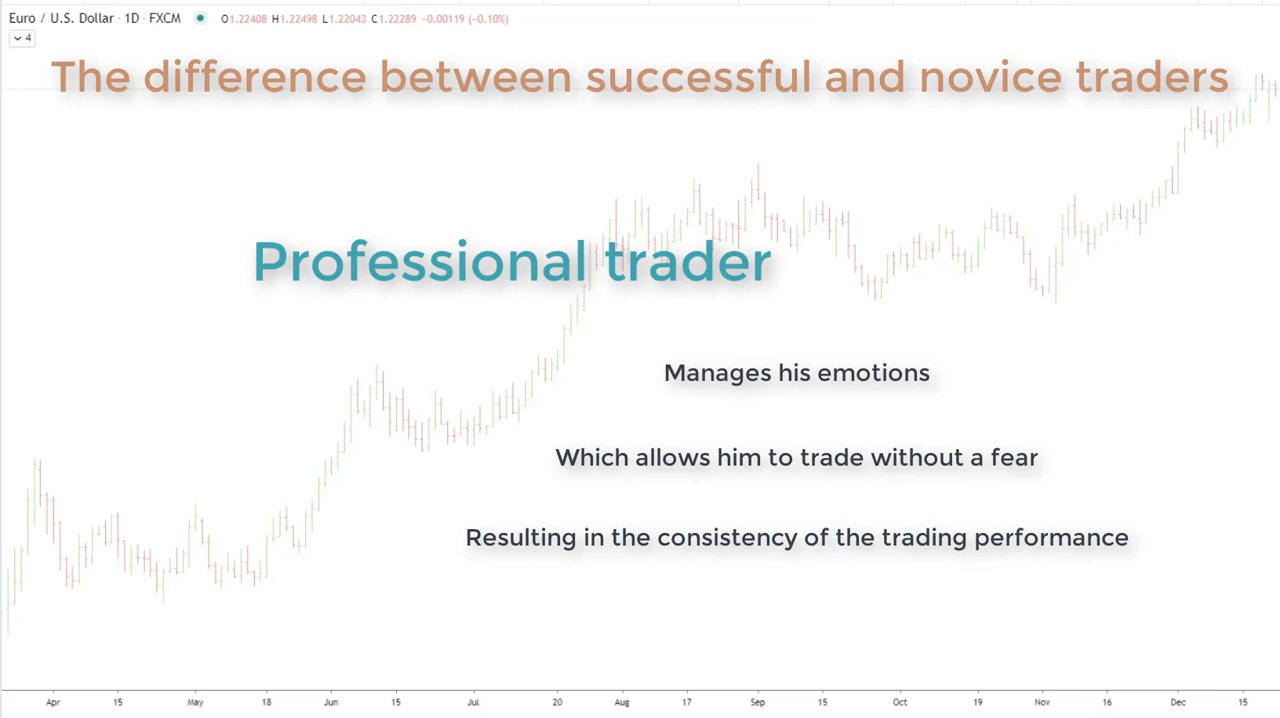 Euro / U.S. Dollar · 1D · FXCM O1.22408 H1.22498 L1.22043 C1.22289 −0.00119 (−0.10%)
4
The difference between successful and novice traders
Professional trader
Manages his emotions
Which allows him to trade without a fear
Resulting in the consistency of the trading performance
Apr 15 May 18 Jun 15 Jul 20 Aug 17 Sep 15 Oct 19 Nov 16 Dec 15